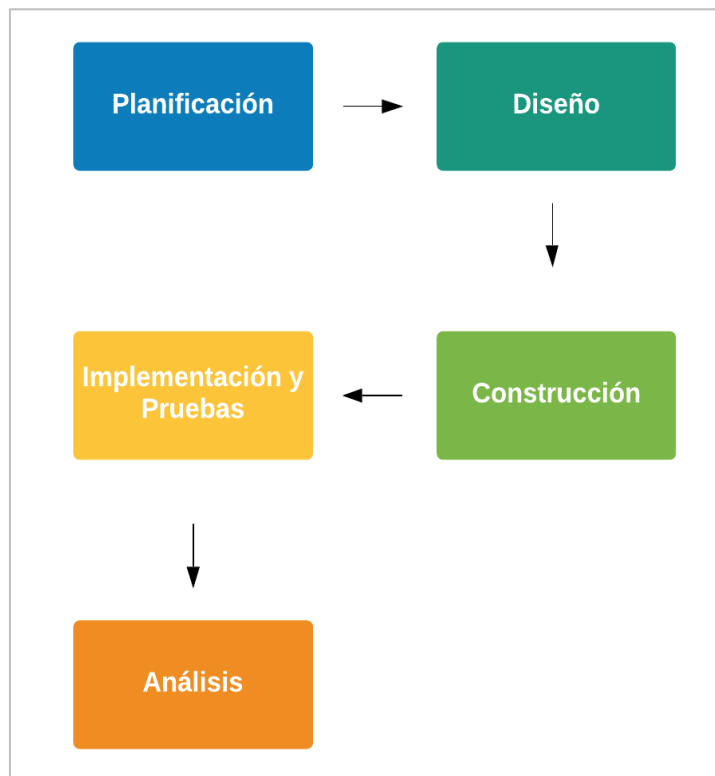 Planificación
Diseño
Construcción
Implementación y
Pruebas
Análisis